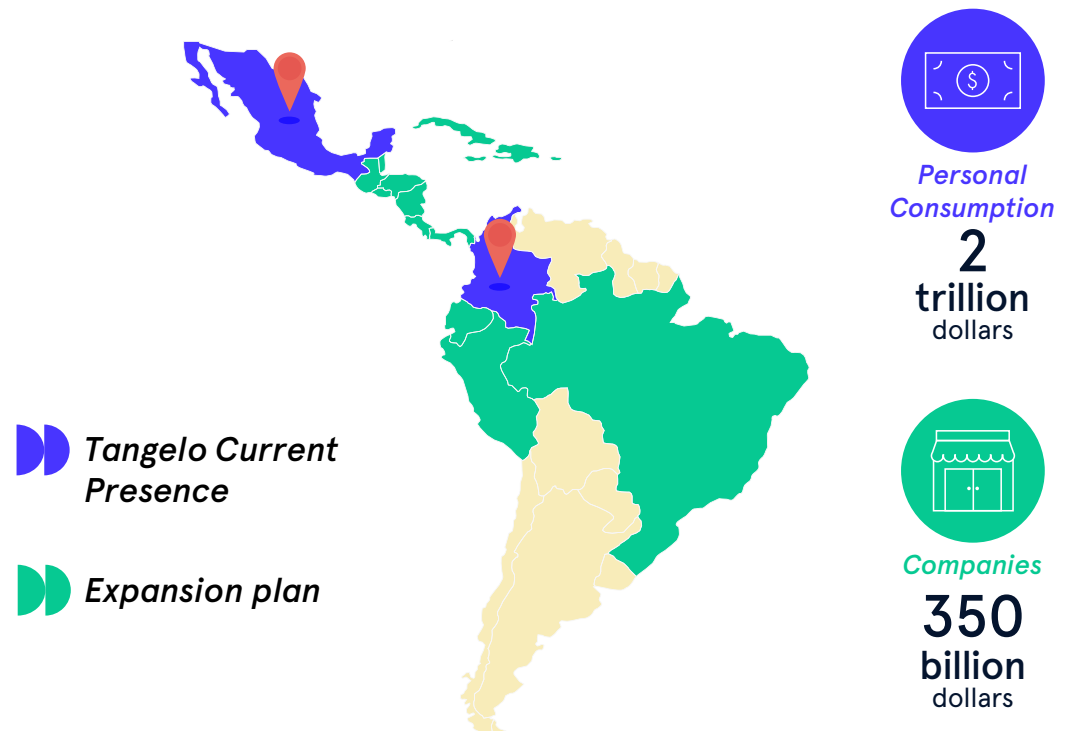 Tangelo Current
Presence
Expansion plan
$
Personal
Consumption
2
trillion
dollars
Companies
350
billion
dollars